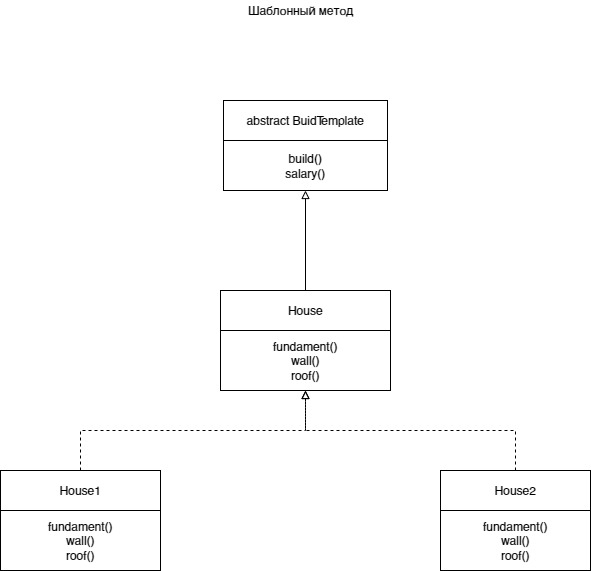 Шаблонный метод
abstract BuidTemplate
build()
salary()
House
fundament()
wall()
roof()
House1
fundament()
wall()
roof()
House2
fundament()
wall()
roof()